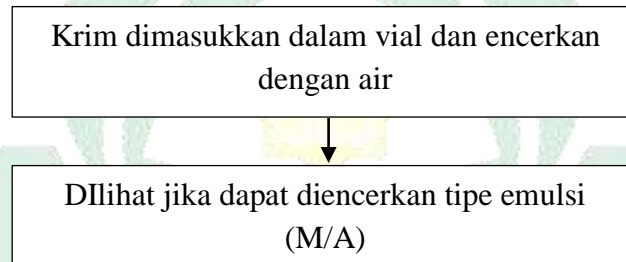 Krim dimasukkan dalam vial dan encerkan
dengan air
DIlihat jika dapat diencerkan tipe emulsi
(M/A)